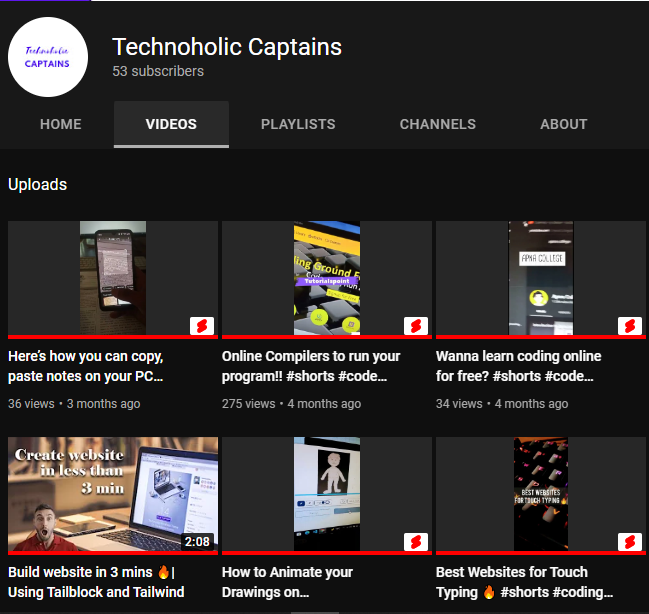 Technoholic
CAPTAINS
Technoholic Captains
53 subscribers
HOME
VIDEOS
PLAYLISTS
CHANNELS
ABOUT
Uploads
ling Ground F
Cod
Tutorialspoint
APNA COLLEGE
Here's how you can copy,
paste notes on your PC...
36 views • 3 months ago
Online Compilers to run your
program!! #shorts #code...
275 views • 4 months ago
Wanna learn coding online
for free? #shorts #code...
34 views • 4 months ago
Create website
in less than
3 min
2:08
BEST WEBSITES
FOR TOUCH TYPING 🔥
Build website in 3 mins 🔥|
Using Tailblock and Tailwind
How to Animate your
Drawings on...
Best Websites for Touch
Typing 🔥 #shorts #coding...